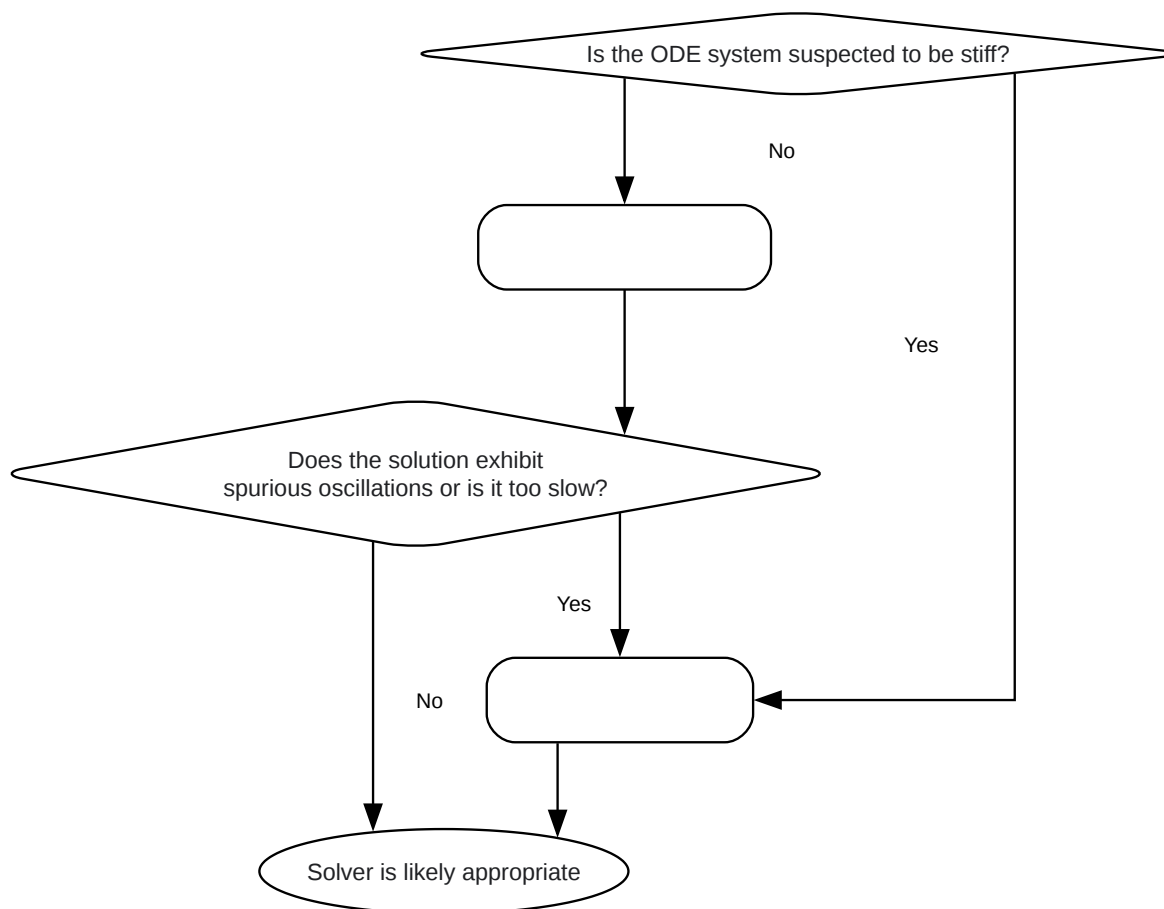 Is the ODE system suspected to be stiff?
No
Yes
Does the solution exhibit
spurious oscillations or is it too slow?
Yes
No
Solver is likely appropriate